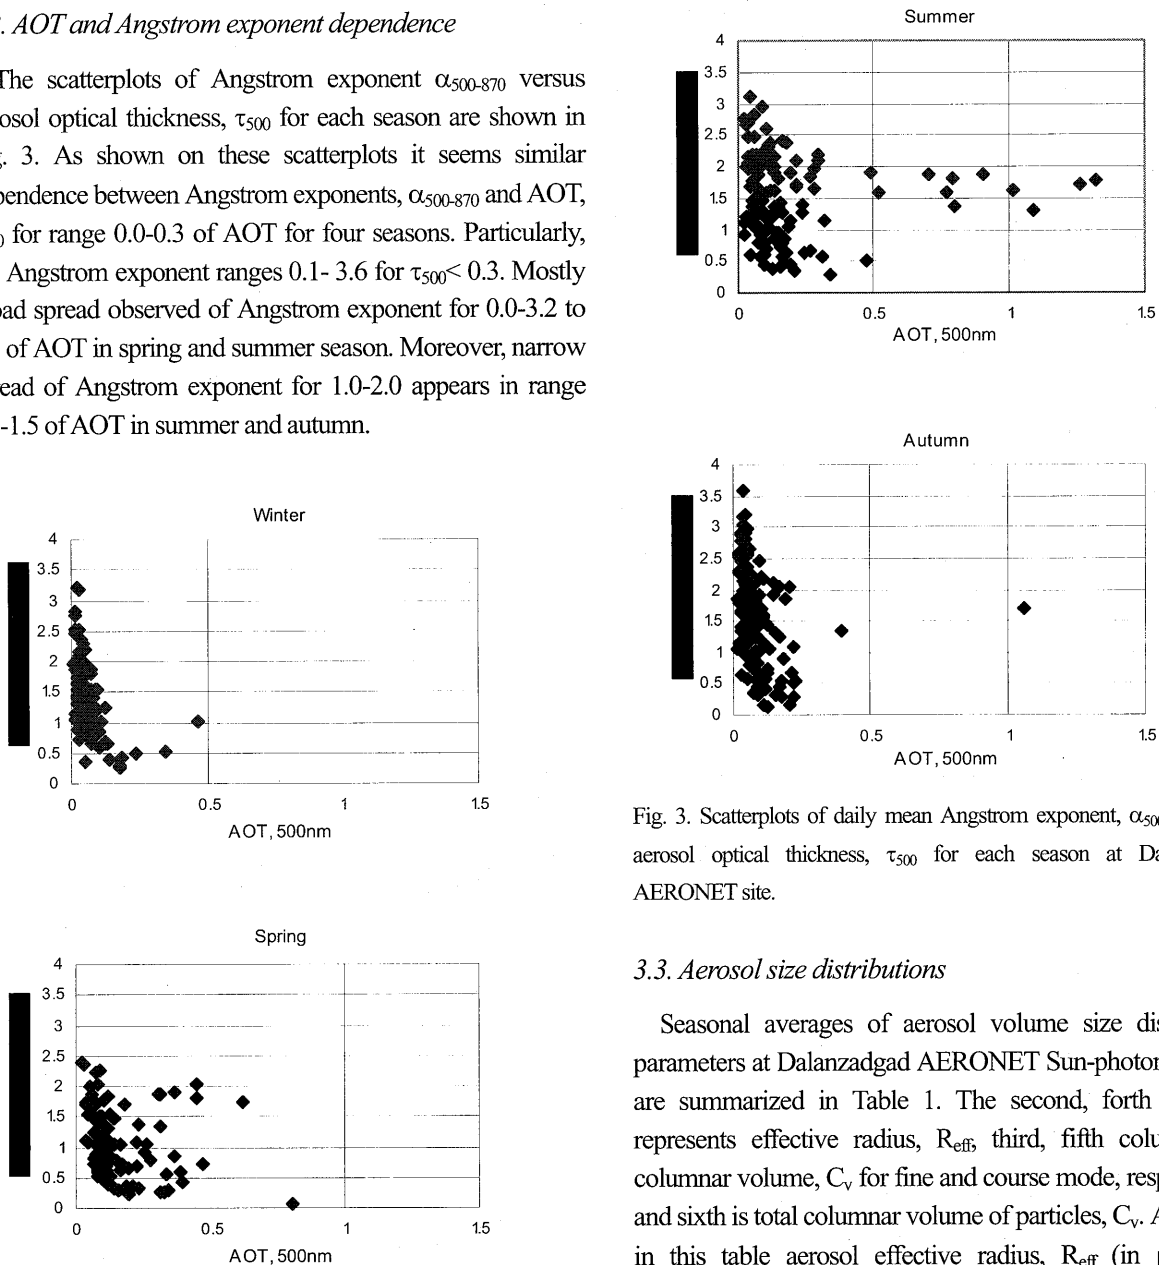 . AOT and Angstrom exponent dependence
The scatterplots of Angstrom exponent α500-870 versus
osol optical thickness, τ500 for each season are shown in
. 3. As shown on these scatterplots it seems similar
pendence between Angstrom exponents, α500-870 and AOT,
0 for range 0.0-0.3 of AOT for four seasons. Particularly,
Angstrom exponent ranges 0.1- 3.6 for τ500< 0.3. Mostly
oad spread observed of Angstrom exponent for 0.0-3.2 to
of AOT in spring and summer season. Moreover, narrow
read of Angstrom exponent for 1.0-2.0 appears in range
-1.5 of AOT in summer and autumn.
Winter
4
3.5
3
2.5
2
1.5
1
0.5
0
0 0.5 1 1.5
AOT, 500nm
Spring
4
3.5
3
2.5
2
1.5
1
0.5
0
0 0.5 1 1.5
AOT, 500nm
Summer
4
3.5
3
2.5
2
1.5
1
0.5
0
0 0.5 1 1.5
AOT, 500nm
Autumn
4
3.5
3
2.5
2
1.5
1
0.5
0
0 0.5 1 1.5
AOT, 500nm
Fig. 3. Scatterplots of daily mean Angstrom exponent, α500
aerosol optical thickness, τ500 for each season at Da
AERONET site.
3.3. Aerosol size distributions
Seasonal averages of aerosol volume size dis
parameters at Dalanzadgad AERONET Sun-photor
are summarized in Table 1. The second, forth
represents effective radius, Reff, third, fifth colu
columnar volume, Cv for fine and course mode, resp
and sixth is total columnar volume of particles, Cv. A
in this table aerosol effective radius, Reff (in